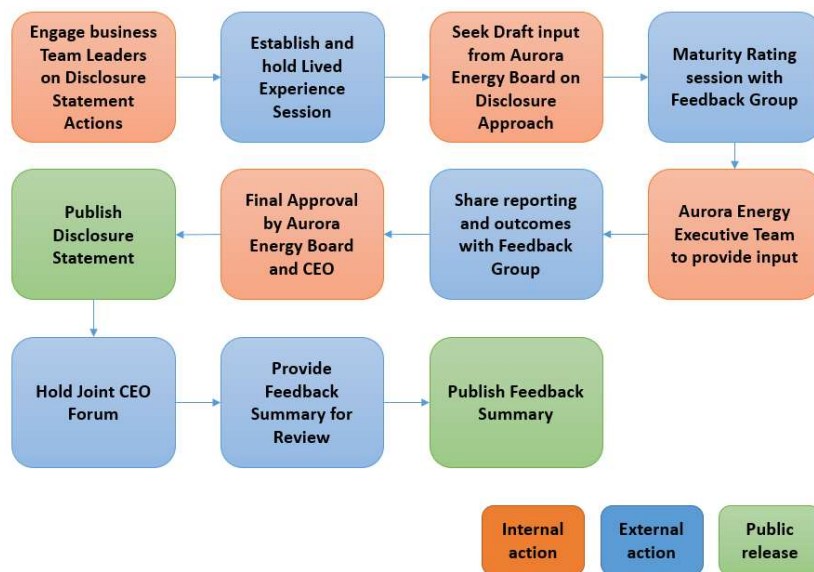 Engage business
Team Leaders
on Disclosure
Statement
Actions
Establish and
hold Lived
Experience
Session
Seek Draft input
from Aurora
Energy Board on
Disclosure
Approach
Maturity Rating
session with
Feedback Group
Aurora Energy
Executive Team
to provide input
Share reporting
and outcomes
with Feedback
Group
Final Approval
by Aurora
Energy Board
and CEO
Publish
Disclosure
Statement
Hold Joint CEO
Forum
Provide
Feedback
Summary for
Review
Publish Feedback
Summary
Internal
action
External
action
Public
release